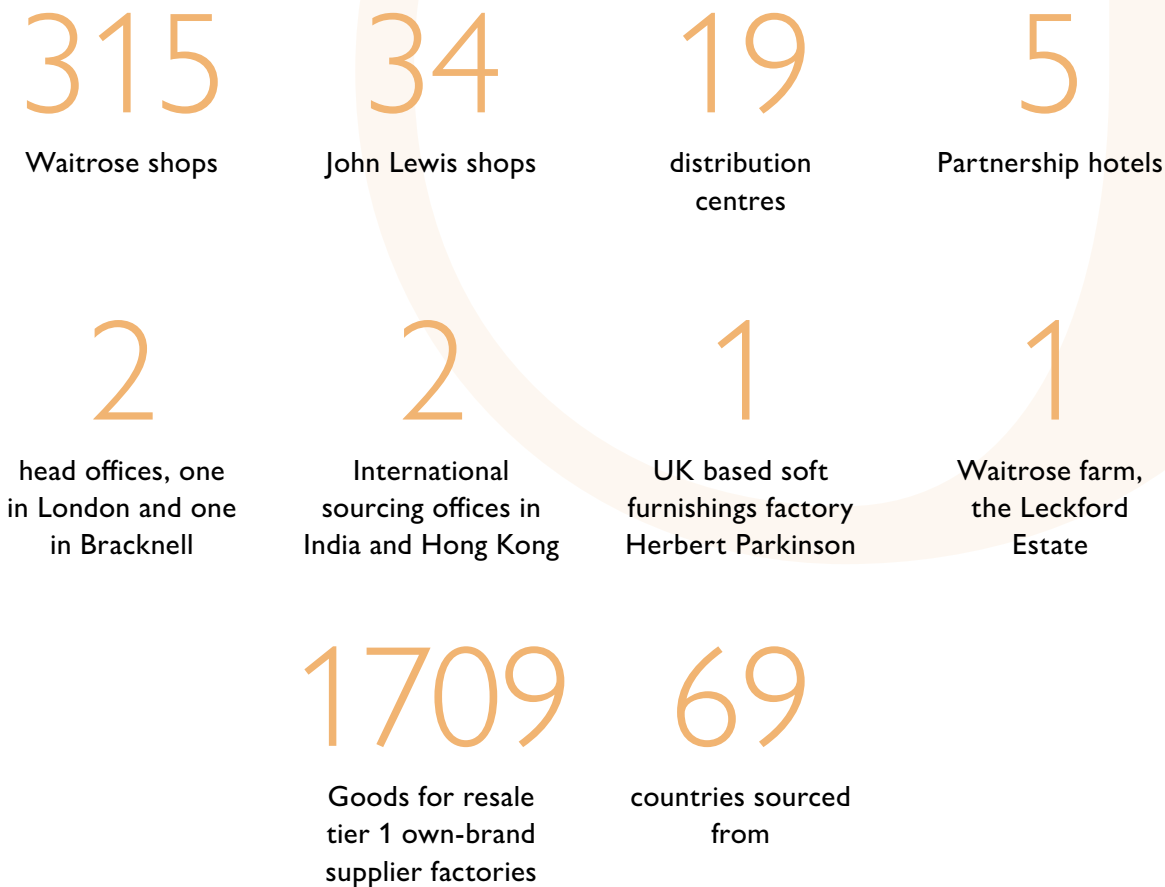 315
Waitrose shops
34
John Lewis shops
19
distribution
centres
5
Partnership hotels
2
head offices, one
in London and one
in Bracknell
2
International
sourcing offices in
India and Hong Kong
1
UK based soft
furnishings factory
Herbert Parkinson
1
Waitrose farm,
the Leckford
Estate
1709
Goods for resale
tier 1 own-brand
supplier factories
69
countries sourced
from